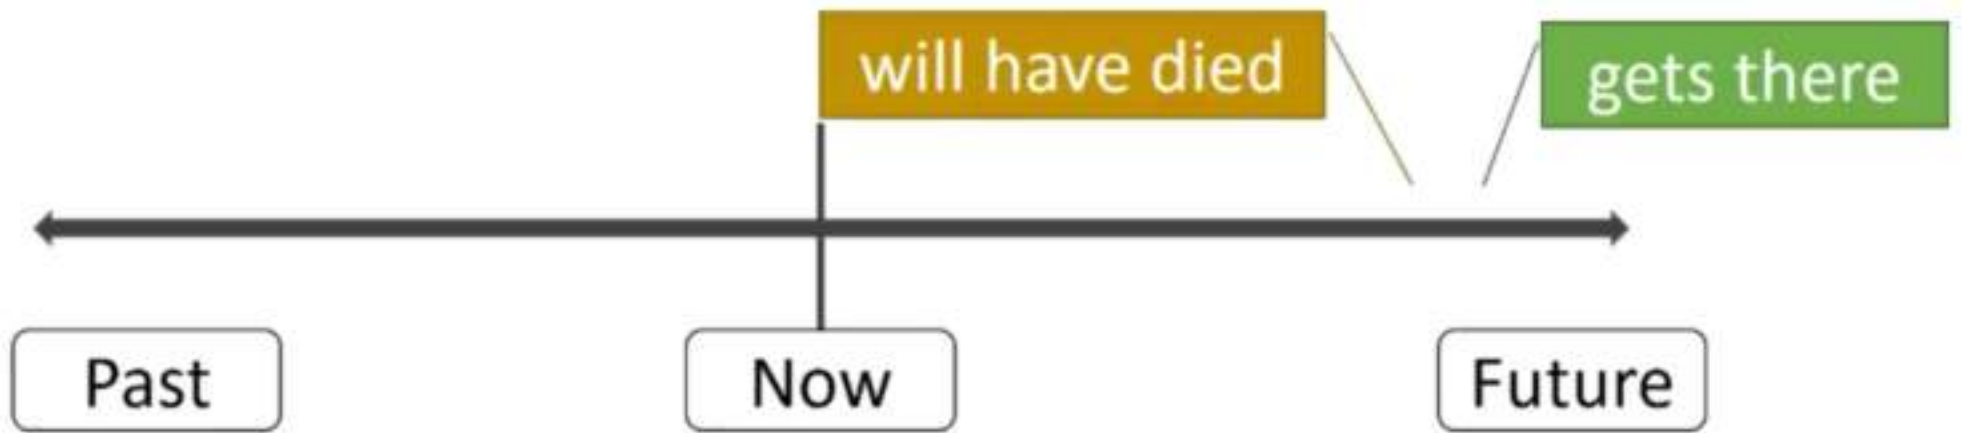 will have died
gets there
Past
Now
Future